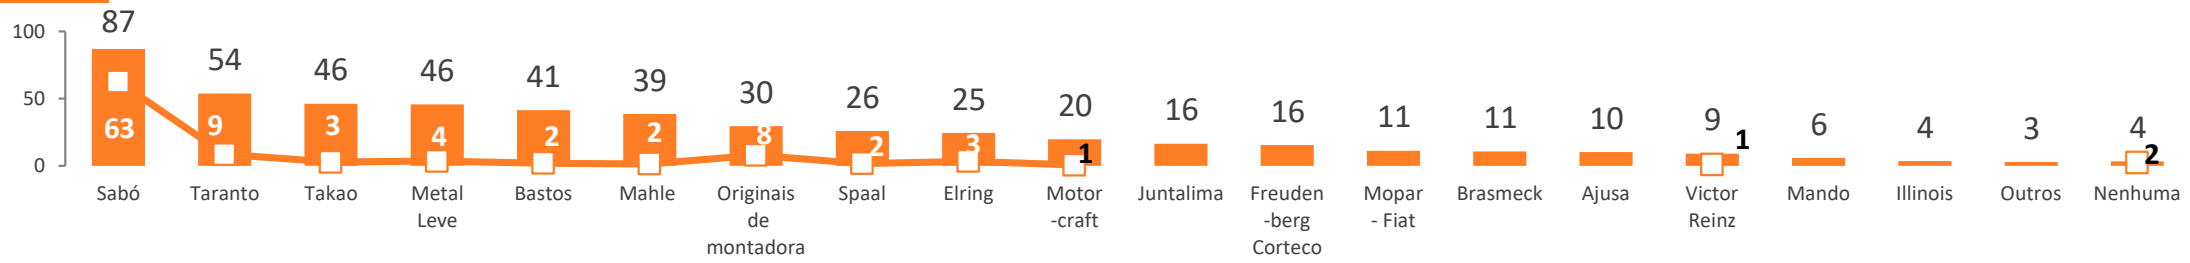 87
100
54
46
46
41
39
30
26
25
20
16
16
11
11
10
9
6
4
3
4
50
63
9
3
4
2
2
8
2
3
1
1
2
0
Sabó
Taranto
Takao
Metal
Leve
Bastos
Mahle
Originais
de
montadora
Spaal
Elring
Motor
-craft
Juntalima
Freuden
-berg
Corteco
Mopar
- Fiat
Brasmeck
Ajusa
Victor
Reinz
Mando
Illinois
Outros
Nenhuma